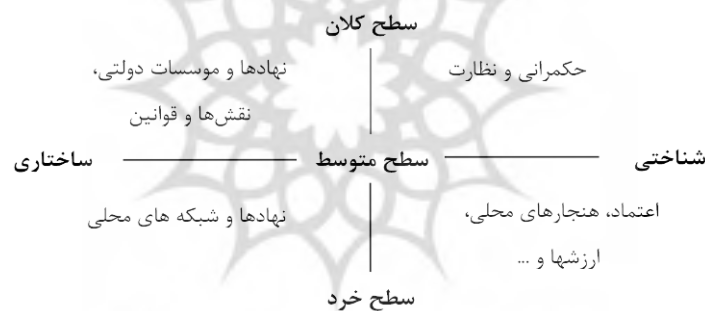 سطح کلان
حکمرانی و نظارت
نهادها و موسسات دولتی،
نقش‌ها و قوانین
شناختی
سطح متوسط
ساختاری
اعتماد، هنجارهای محلی،
ارزشها و ...
نهادها و شبکه های محلی
سطح خرد